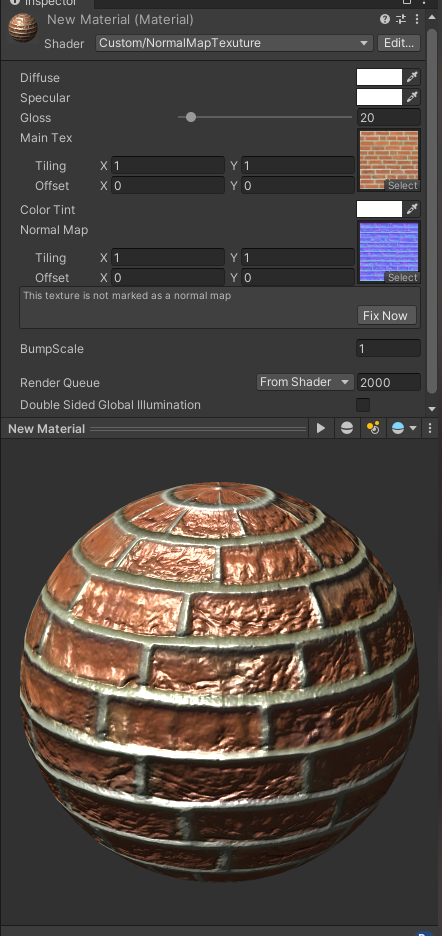 Inspector
New Material (Material)
Shader Custom/NormalMapTexuture Edit...
Diffuse
Specular
Gloss 20
Main Tex
Tiling X 1 Y 1
Offset X 0 Y 0
Select
Color Tint
Normal Map
Tiling X 1 Y 1
Offset X 0 Y 0
Select
This texture is not marked as a normal map
Fix Now
BumpScale 1
Render Queue From Shader 2000
Double Sided Global Illumination
New Material